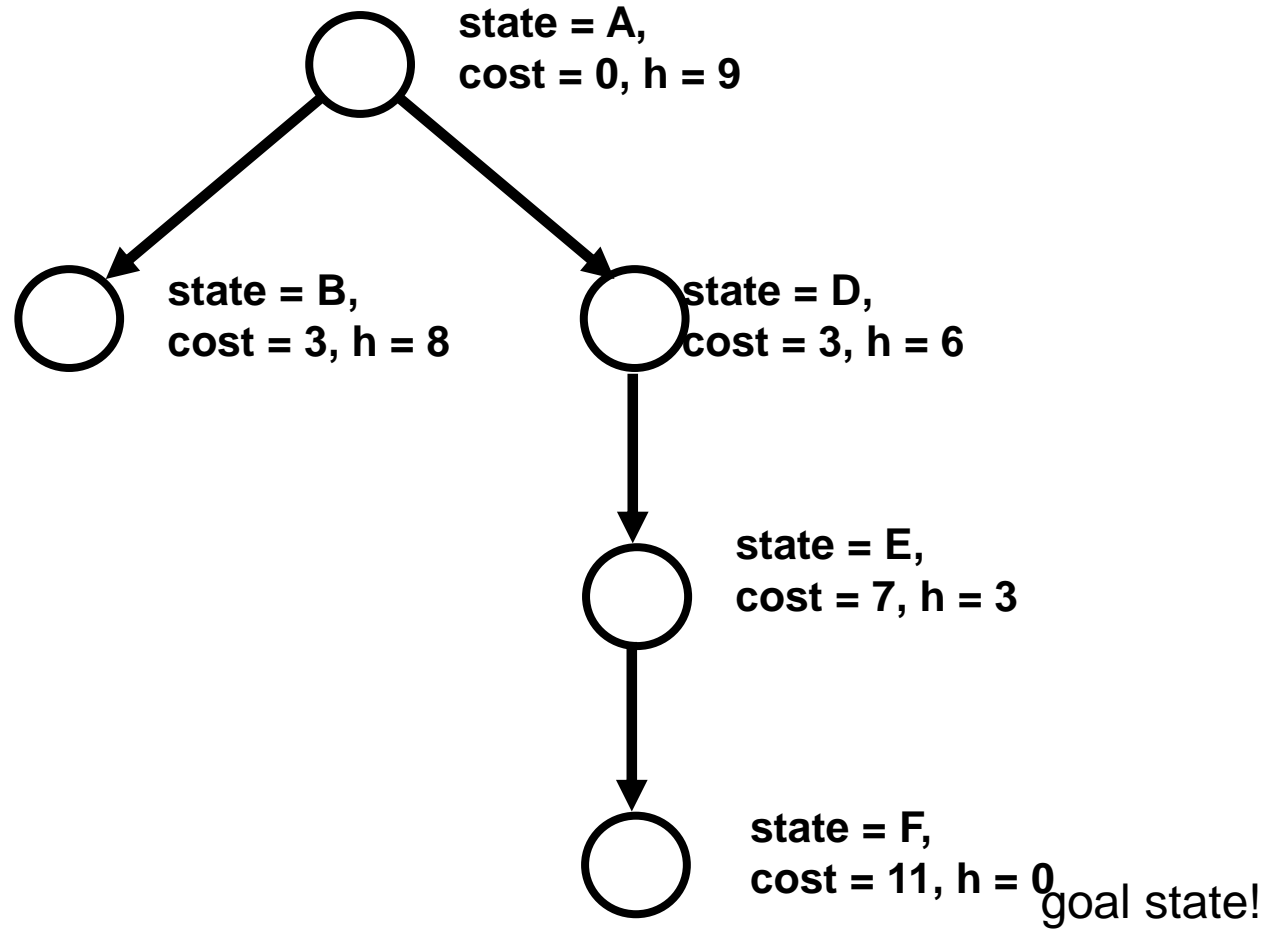 state = A,
cost = 0, h = 9
state = B,
cost = 3, h = 8
state = D,
cost = 3, h = 6
state = E,
cost = 7, h = 3
state = F,
cost = 11, h = 0
goal state!